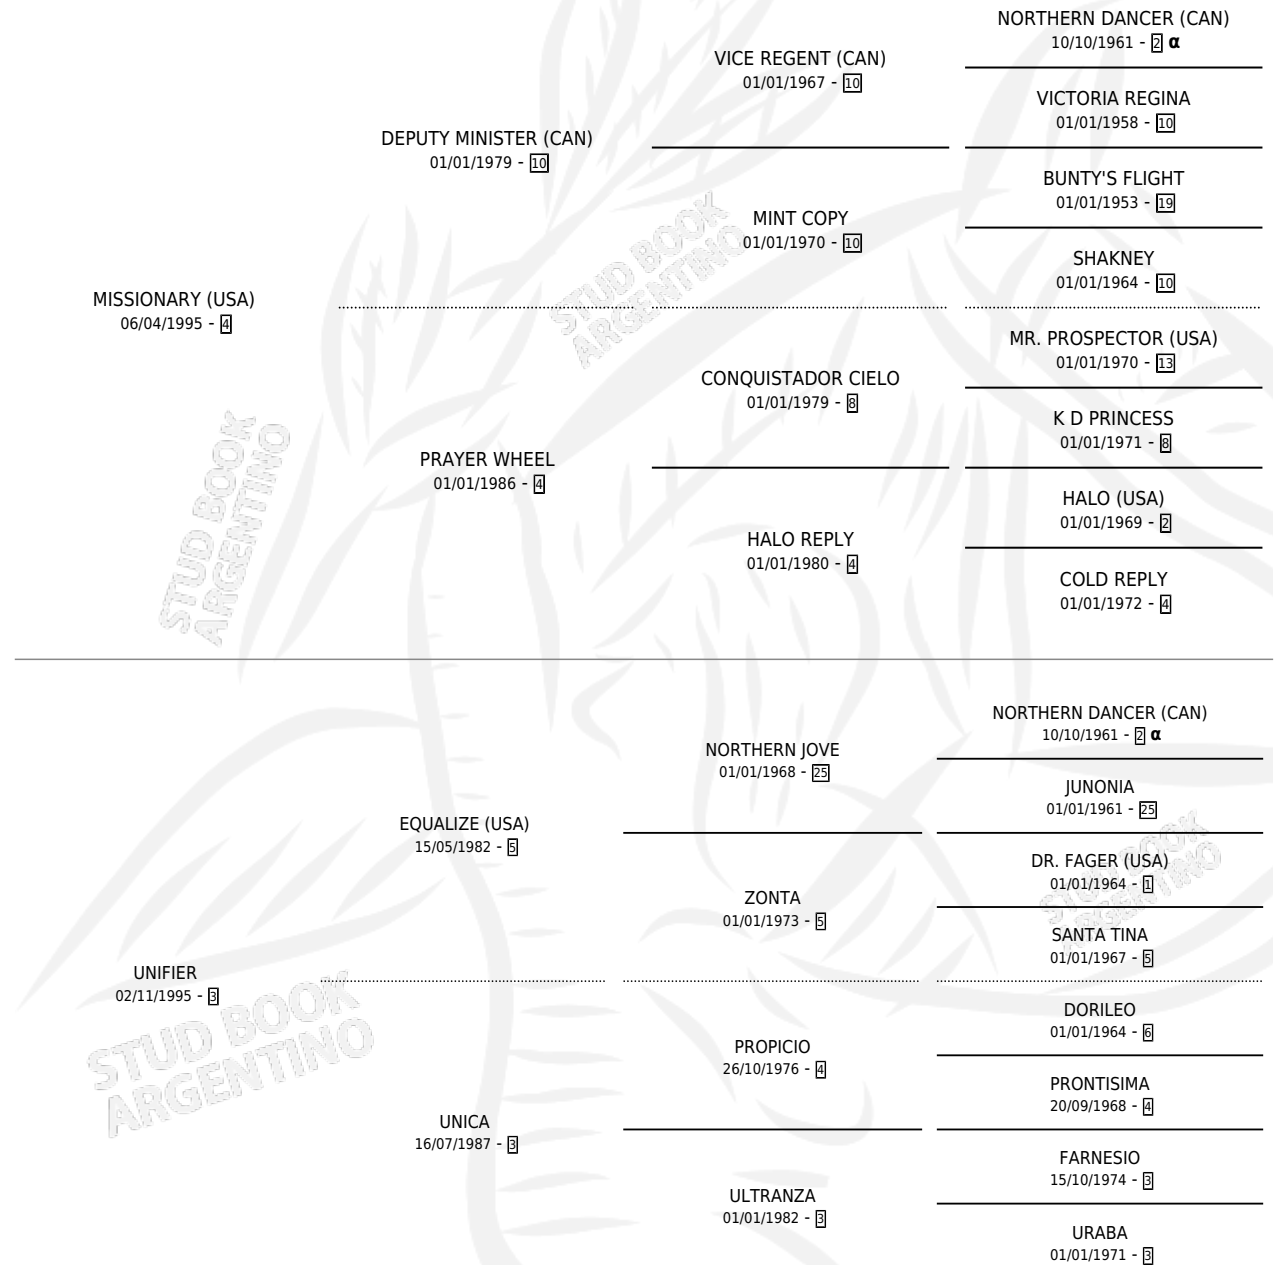 NORTHERN DANCER (CAN)
10/10/1961 - 2 α
VICE REGENT (CAN)
01/01/1967 - 10
VICTORIA REGINA
01/01/1958 - 10
DEPUTY MINISTER (CAN)
01/01/1979 - 10
BUNTY'S FLIGHT
01/01/1953 - 19
MINT COPY
01/01/1970 - 10
SHAKNEY
01/01/1964 - 10
MISSIONARY (USA)
06/04/1995 - 4
MR. PROSPECTOR (USA)
01/01/1970 - 13
CONQUISTADOR CIELO
01/01/1979 - 8
K D PRINCESS
01/01/1971 - 8
PRAYER WHEEL
01/01/1986 - 4
HALO (USA)
01/01/1969 - 2
HALO REPLY
01/01/1980 - 4
COLD REPLY
01/01/1972 - 4
NORTHERN DANCER (CAN)
10/10/1961 - 2 α
NORTHERN JOVE
01/01/1968 - 25
JUNONIA
01/01/1961 - 25
EQUALIZE (USA)
15/05/1982 - 5
DR. FAGER (USA)
01/01/1964 - 1
ZONTA
01/01/1973 - 5
SANTA TINA
01/01/1967 - 5
UNIFIER
02/11/1995 - 3
DORILEO
01/01/1964 - 6
PROPICIO
26/10/1976 - 4
PRONTISIMA
20/09/1968 - 4
UNICA
16/07/1987 - 3
FARNESIO
15/10/1974 - 3
ULTRANZA
01/01/1982 - 3
URABA
01/01/1971 - 3
STUD BOOK
ARGENTINO
STUD BOOK
ARGENTINO
STUD BOOK
ARGENTINO
STUD BOOK
ARGENTINO